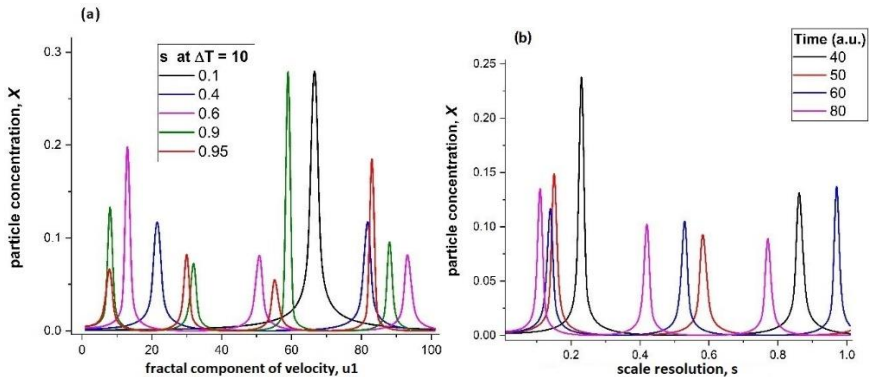 (a)
0.3
0.2
0.1
0.0
particle concentration, X
s at ΔT = 10
0.1
0.4
0.6
0.9
0.95
0 20 40 60 80 100
fractal component of velocity, u1
(b)
0.25
0.20
0.15
0.10
0.05
0.00
particle concentration, X
Time (a.u.)
40
50
60
80
0.2 0.4 0.6 0.8 1.0
scale resolution, s